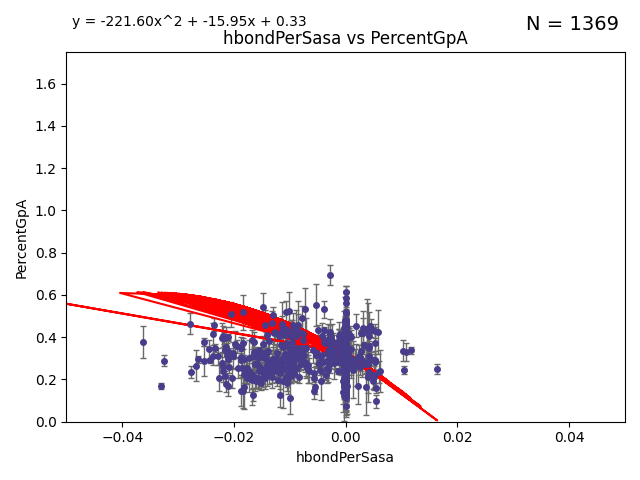 y = -221.60x^2 + -15.95x + 0.33
N = 1369
hbondPerSasa vs PercentGpA
1.6
1.4
1.2
1.0
0.8
0.6
0.4
0.2
0.0
PercentGpA
−0.04
−0.02
0.00
0.02
0.04
hbondPerSasa